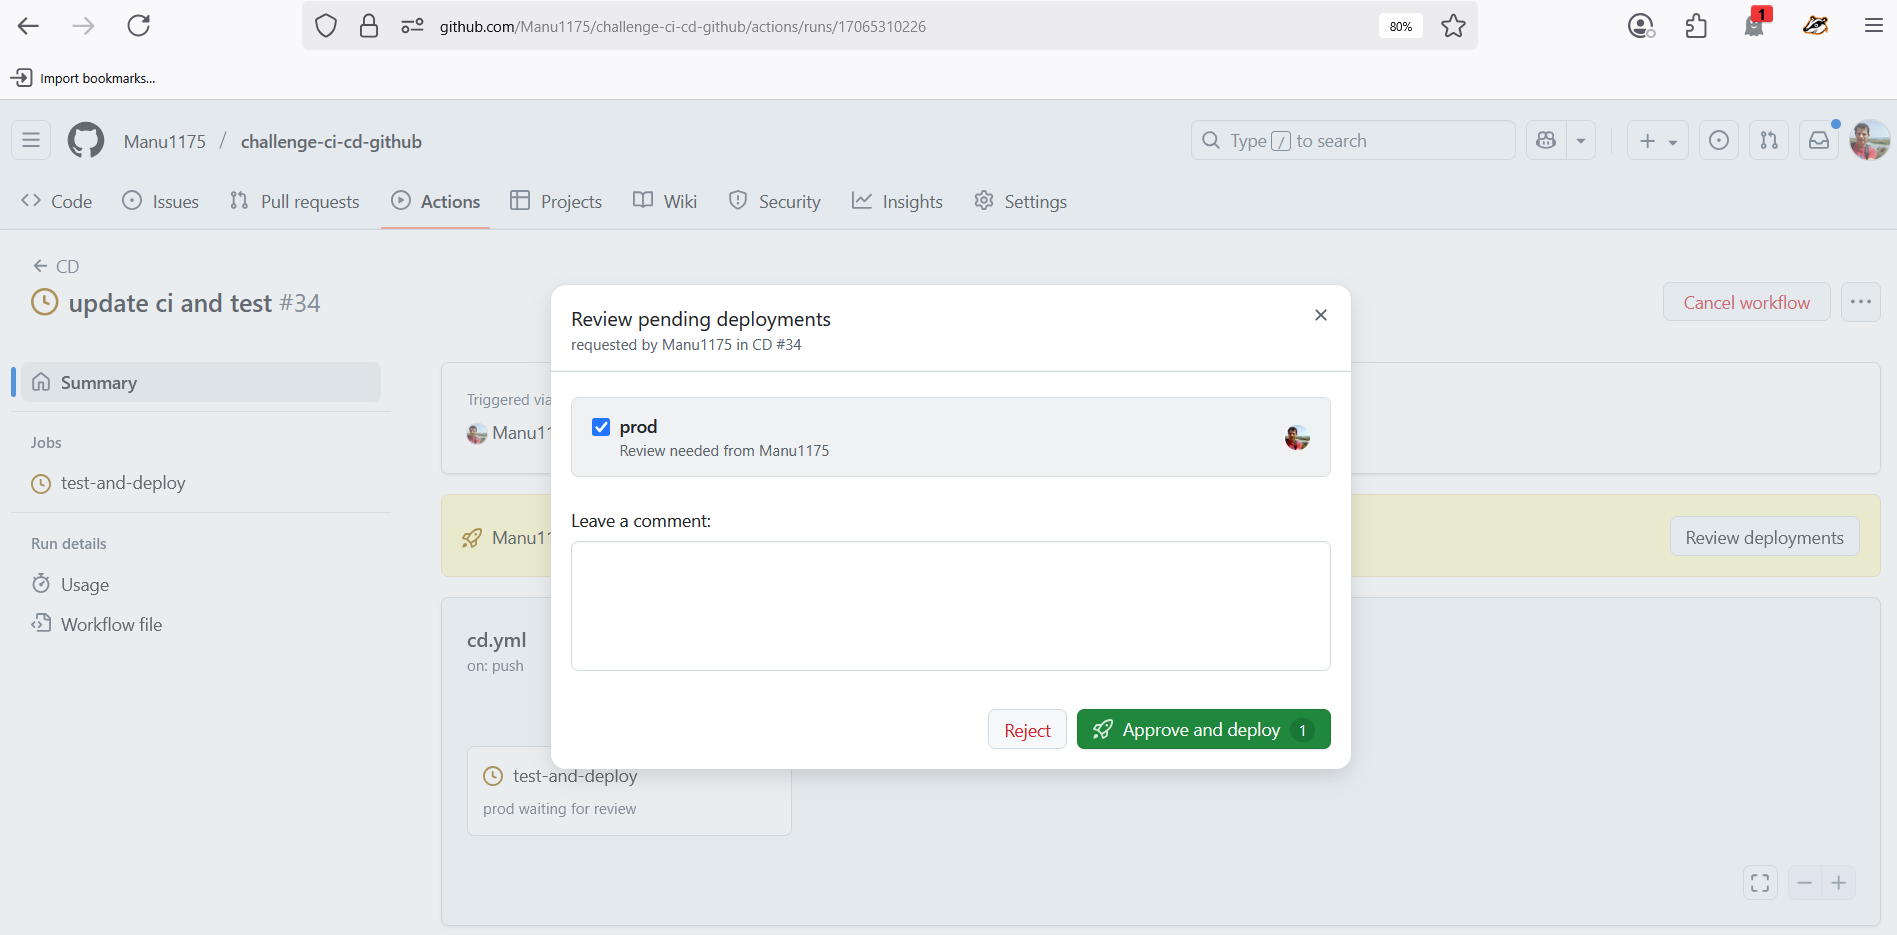 github.com/Manu1175/challenge-ci-cd-github/actions/runs/17065310226
80%
1
Import bookmarks...
Manu1175 / challenge-ci-cd-github
Type / to search
Code
Issues
Pull requests
Actions
Projects
Wiki
Security
Insights
Settings
CD
update ci and test #34
Cancel workflow
Summary
Jobs
test-and-deploy
Run details
Usage
Workflow file
Triggered via
Manu11
Manu11
Review deployments
cd.yml
on: push
test-and-deploy
prod waiting for review
Review pending deployments
requested by Manu1175 in CD #34
prod
Review needed from Manu1175
Leave a comment:
Reject
Approve and deploy 1